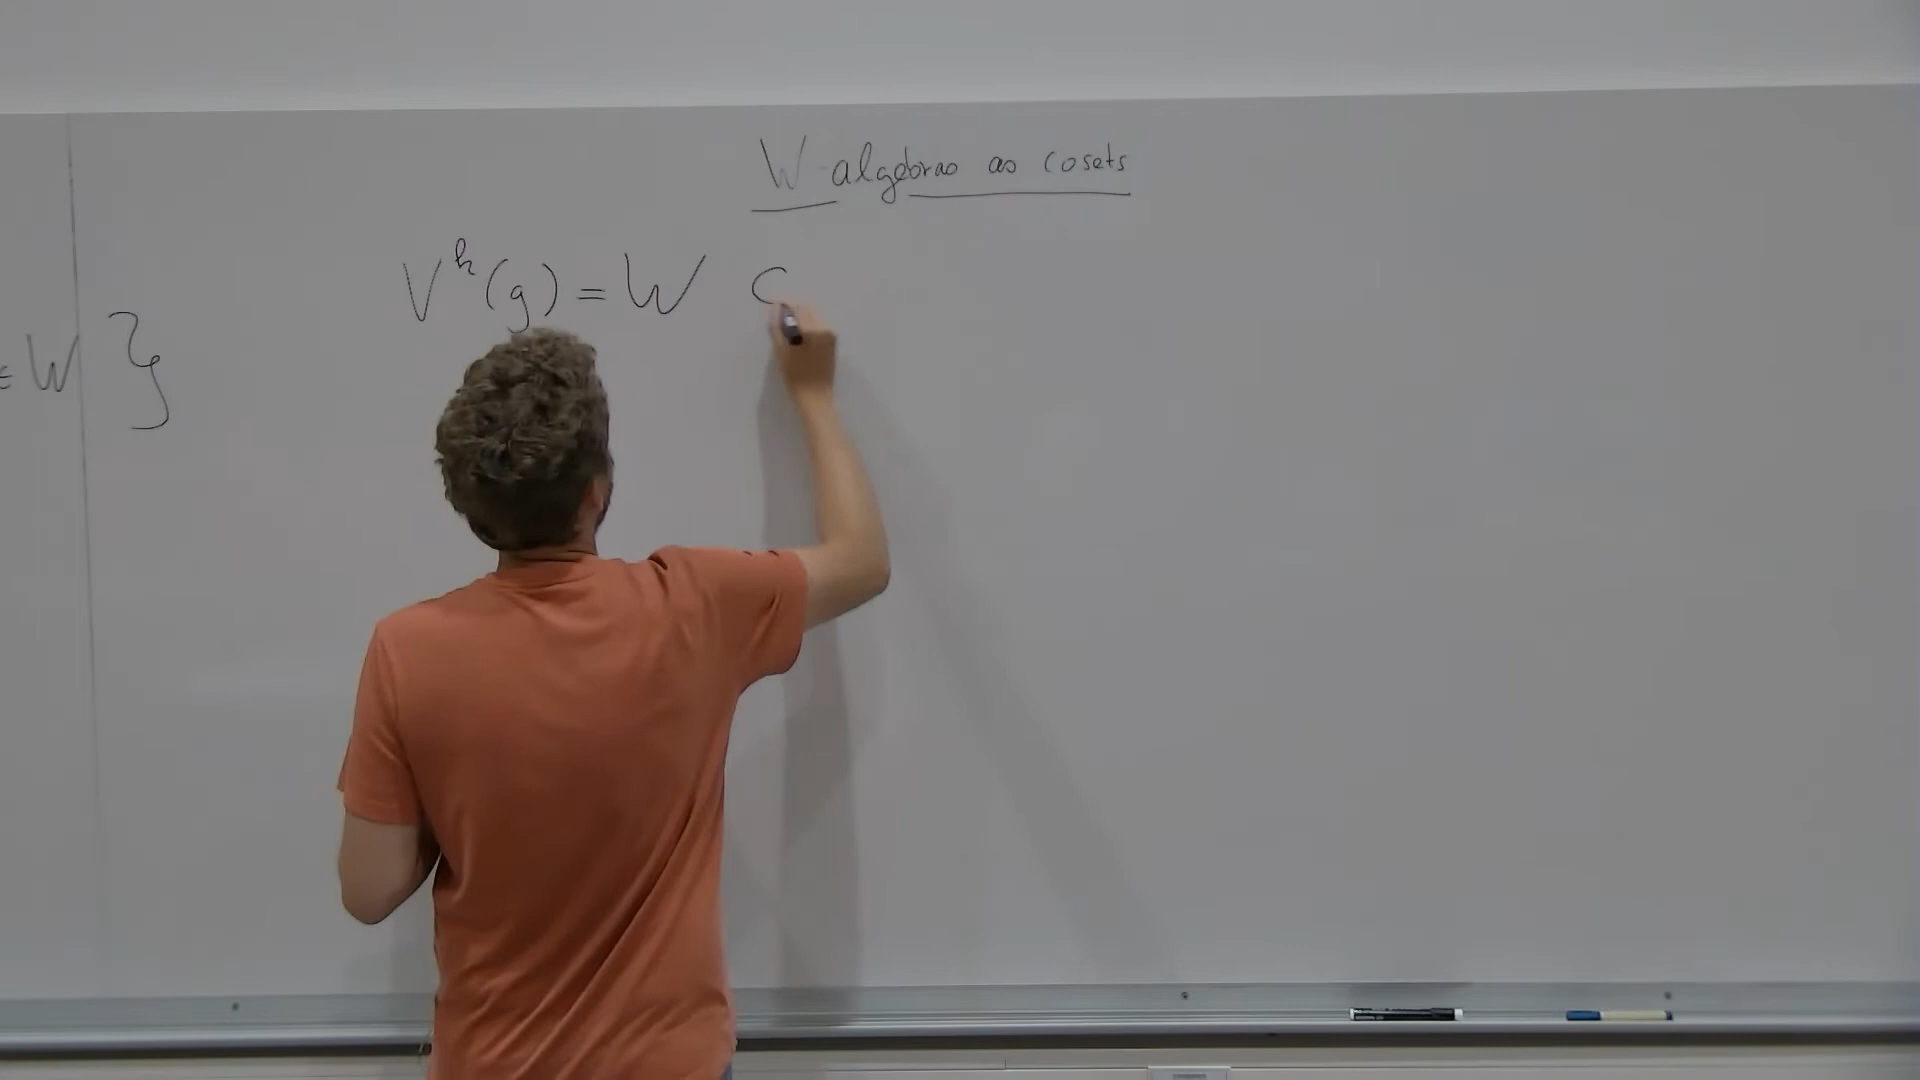 W-algebras as cosets
V^k(g) = W ⊂
∈ W }